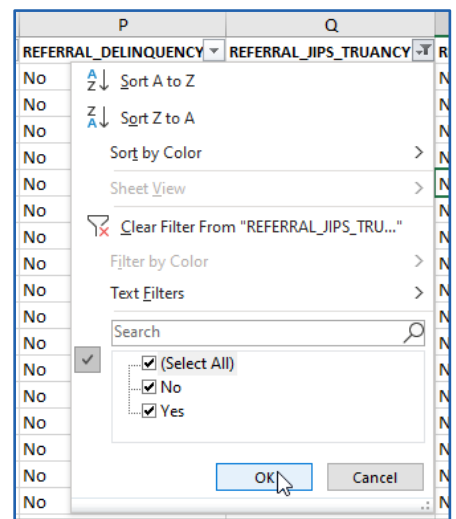 P Q
REFERRAL_DELINQUENCY REFERRAL_JIPS_TRUANCY R
No A Z Sort A to Z N
No N
No Z A Sort Z to A N
No Sort by Color > N
No Sheet View > N
No N
No Clear Filter From "REFERRAL_JIPS_TRU..." N
No Filter by Color > N
No Text Filters > N
No N
No Search N
No (Select All) N
No No N
No Yes N
No N
No OK Cancel N
No N